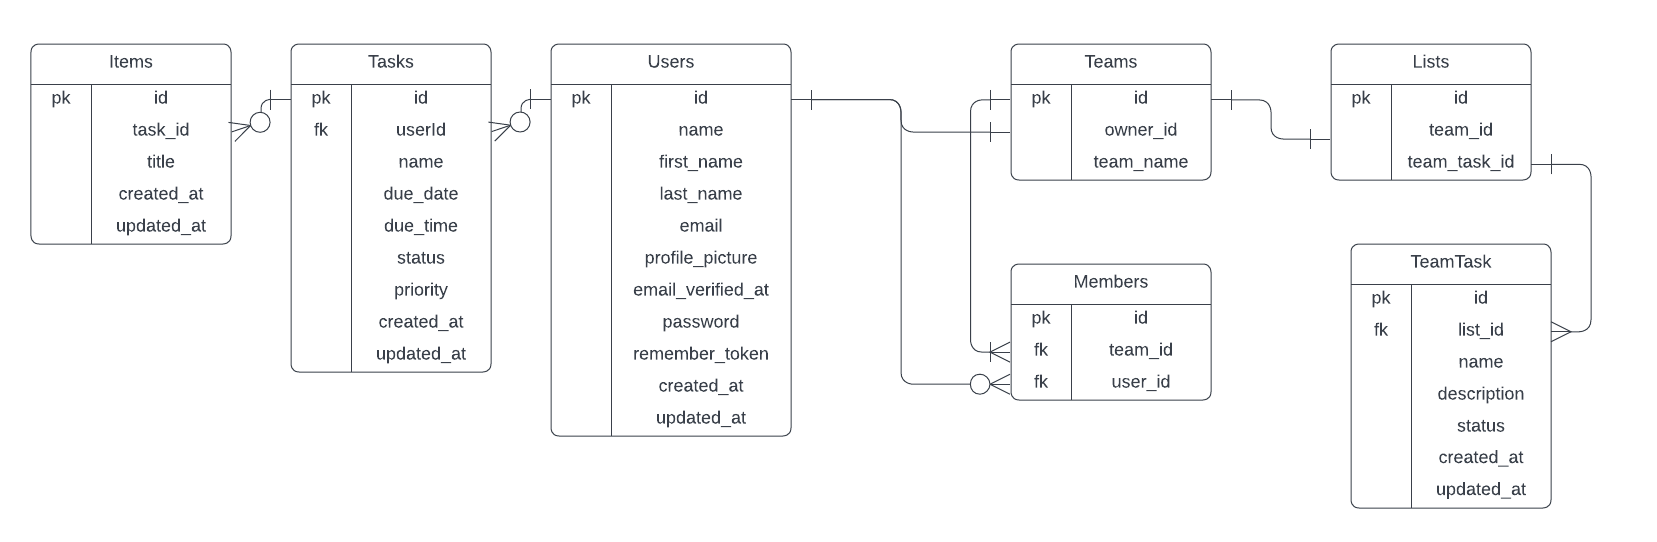 Items
pk id
task_id
title
created_at
updated_at
Tasks
pk id
fk userId
name
due_date
due_time
status
priority
created_at
updated_at
Users
pk id
name
first_name
last_name
email
profile_picture
email_verified_at
password
remember_token
created_at
updated_at
Teams
pk id
owner_id
team_name
Members
pk id
fk team_id
fk user_id
Lists
pk id
team_id
team_task_id
TeamTask
pk id
fk list_id
name
description
status
created_at
updated_at